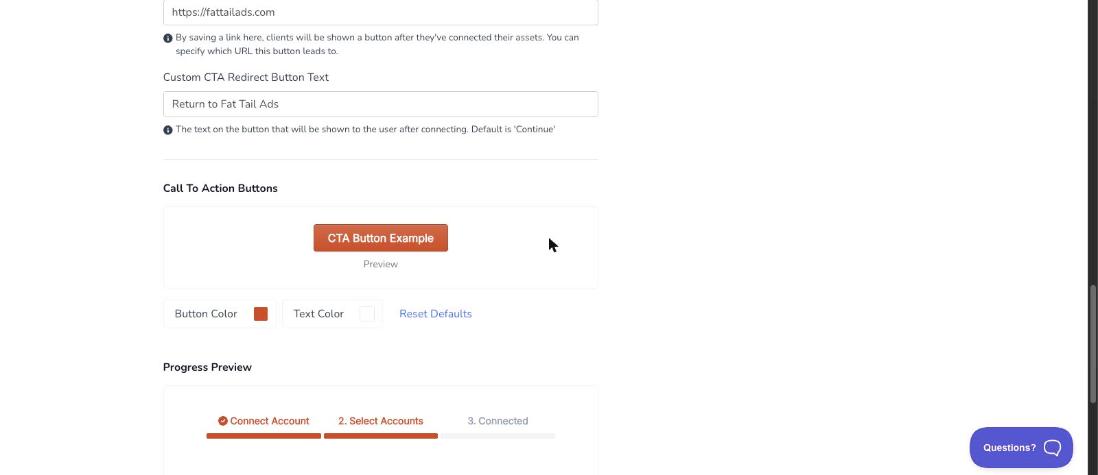 https://fattailads.com
By saving a link here, clients will be shown a button after they've connected their assets. You can
specify which URL this button leads to.
Custom CTA Redirect Button Text
Return to Fat Tail Ads
The text on the button that will be shown to the user after connecting. Default is 'Continue'
Call To Action Buttons
CTA Button Example
Preview
Button Color
Text Color
Reset Defaults
Progress Preview
Connect Account
2. Select Accounts
3. Connected
Questions?